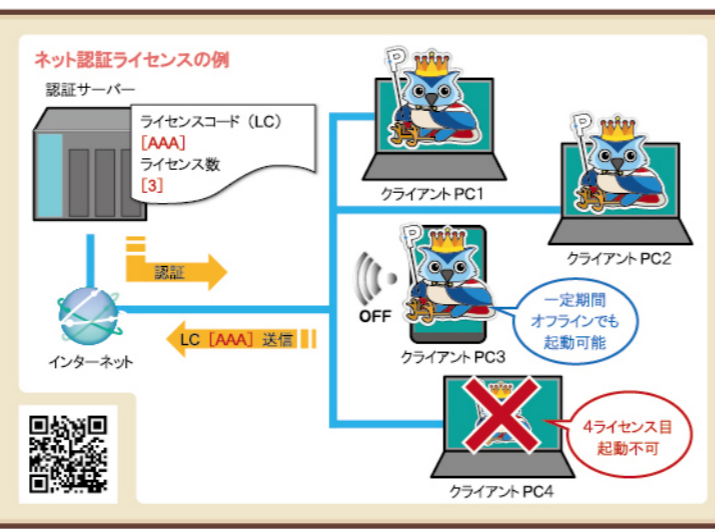 ネット認証ライセンスの例
認証サーバー
ライセンスコード（LC）
[AAA]
ライセンス数
[3]
認証
インターネット
LC [AAA] 送信
P
クライアント PC1
P
クライアント PC2
P
OFF
クライアント PC3
一定期間
オフラインでも
起動可能
クライアント PC4
4ライセンス目
起動不可